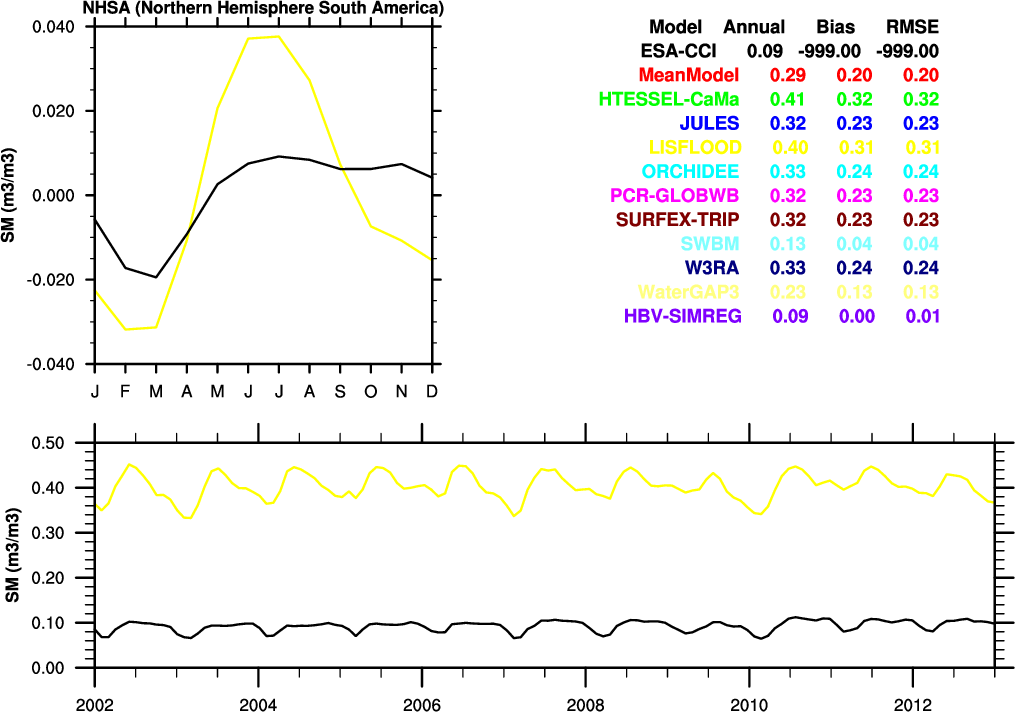 NHSA (Northern Hemisphere South America)
0.040
0.020
0.000
-0.020
-0.040
SM (m3/m3)
J F M A M J J A S O N D
Model Annual Bias RMSE
ESA-CCI 0.09 -999.00 -999.00
MeanModel 0.29 0.20 0.20
HTESSEL-CaMa 0.41 0.32 0.32
JULES 0.32 0.23 0.23
LISFLOOD 0.40 0.31 0.31
ORCHIDEE 0.33 0.24 0.24
PCR-GLOBWB 0.32 0.23 0.23
SURFEX-TRIP 0.32 0.23 0.23
SWBM 0.13 0.04 0.04
W3RA 0.33 0.24 0.24
WaterGAP3 0.23 0.13 0.13
HBV-SIMREG 0.09 0.00 0.01
0.50
0.40
0.30
0.20
0.10
0.00
SM (m3/m3)
2002 2004 2006 2008 2010 2012